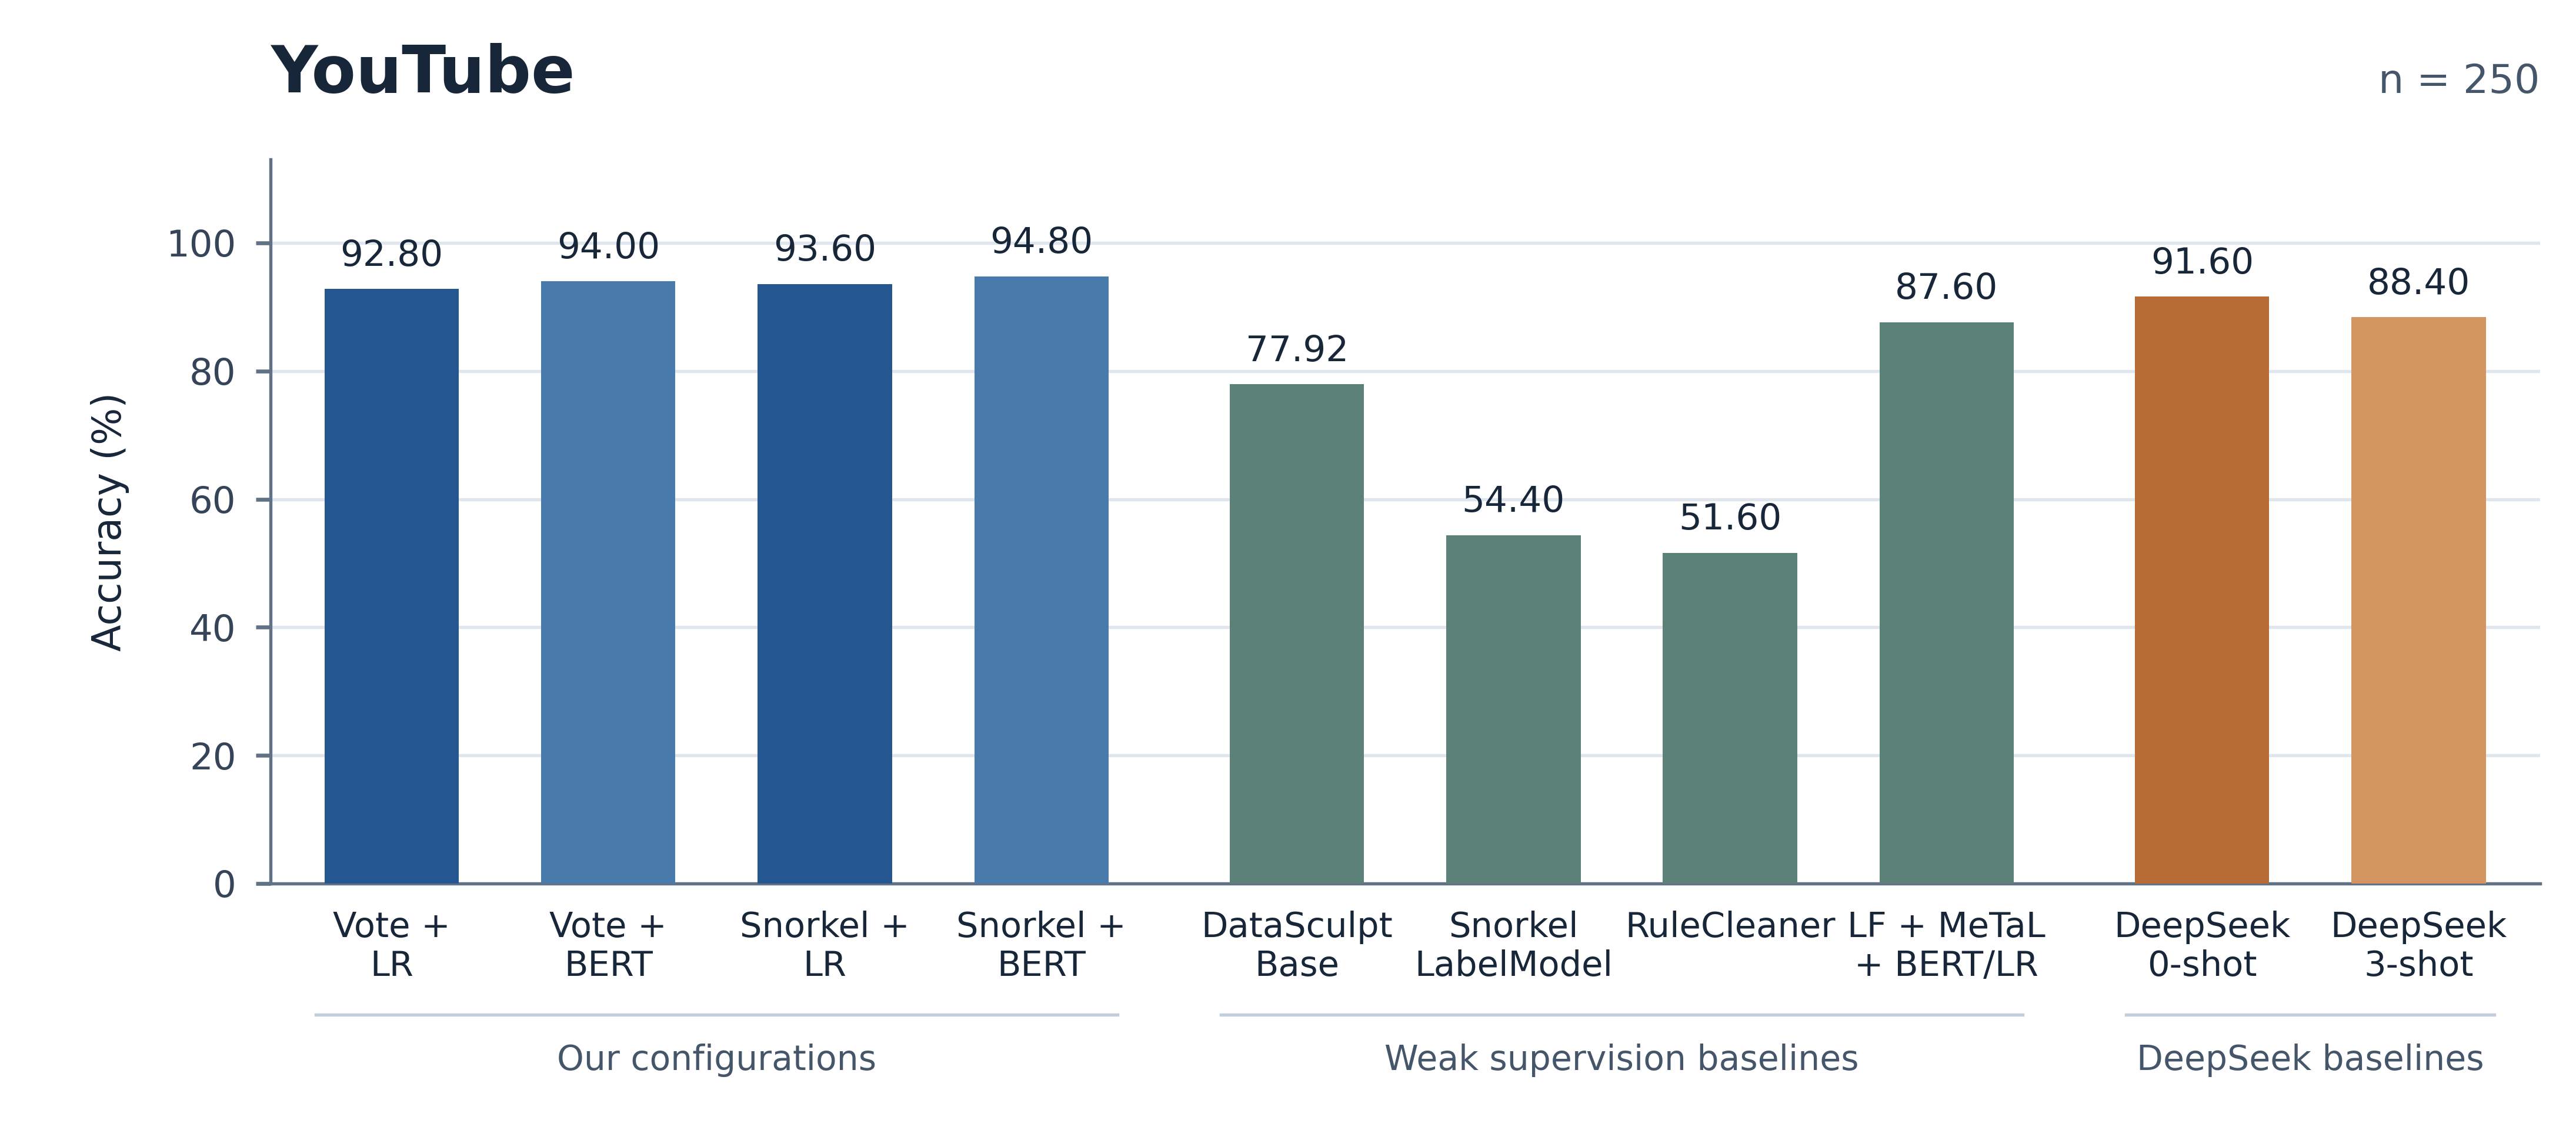 YouTube
n = 250
Accuracy (%)
100
80
60
40
20
0
92.80
94.00
93.60
94.80
77.92
54.40
51.60
87.60
91.60
88.40
Vote +
LR
Vote +
BERT
Snorkel +
LR
Snorkel +
BERT
DataSculpt
Base
Snorkel
LabelModel
RuleCleaner
LF + MeTaL
+ BERT/LR
DeepSeek
0-shot
DeepSeek
3-shot
Our configurations
Weak supervision baselines
DeepSeek baselines